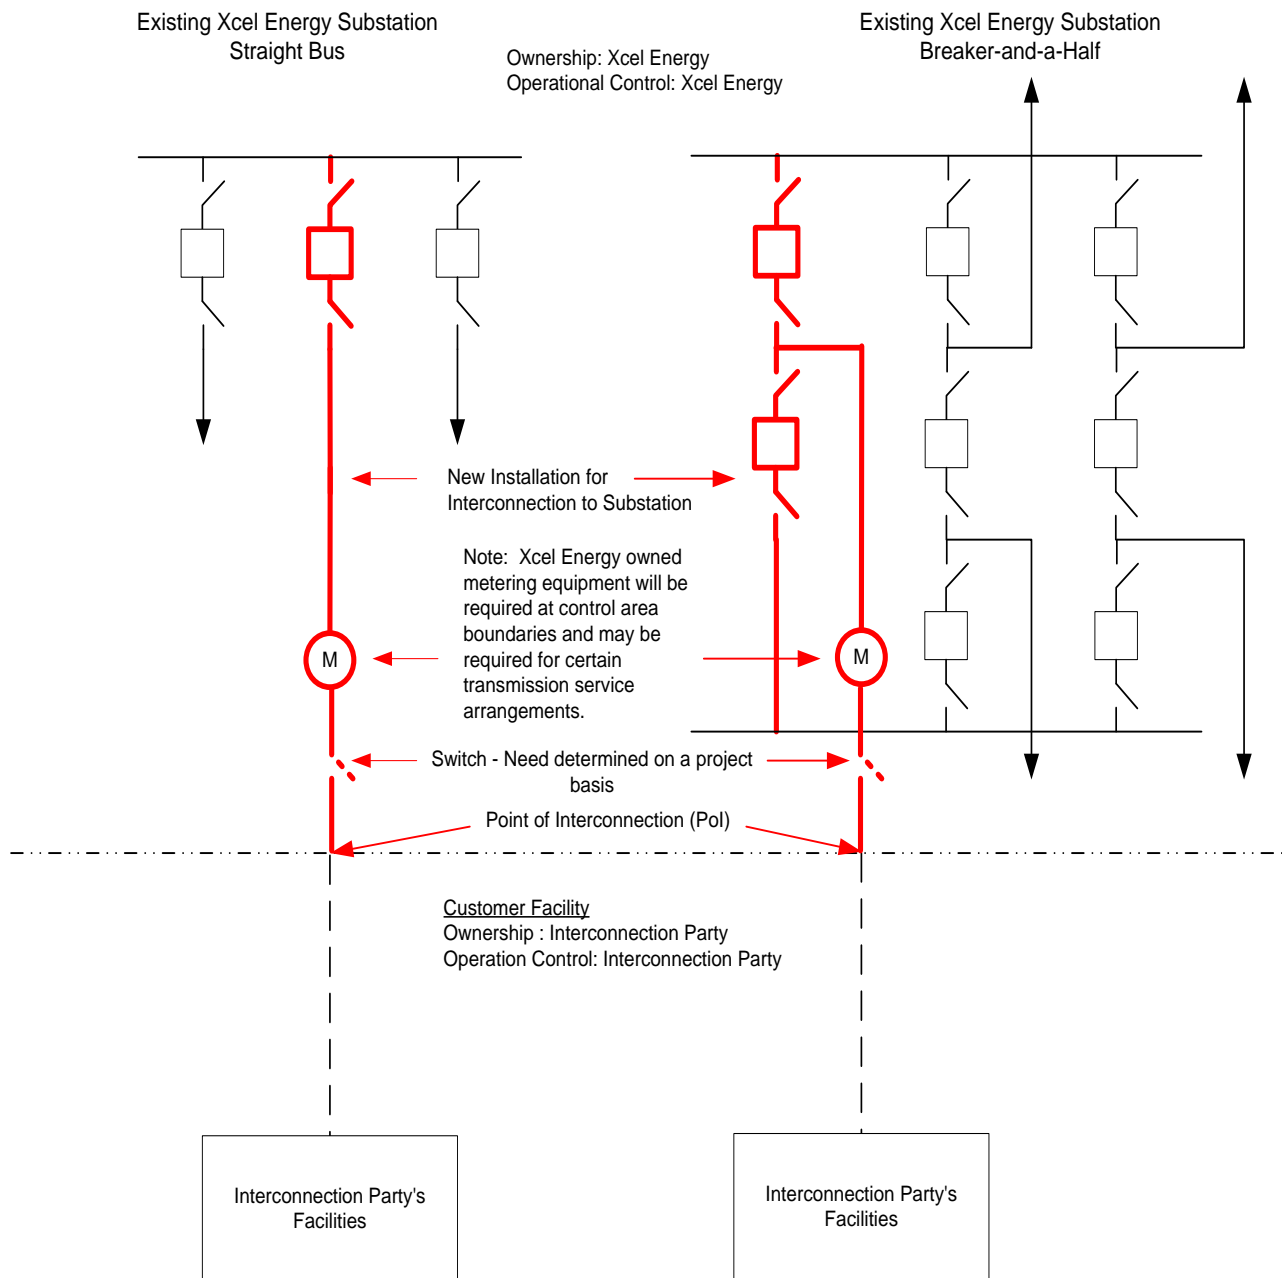 Existing Xcel Energy Substation
Straight Bus
Existing Xcel Energy Substation
Breaker-and-a-Half
Ownership: Xcel Energy
Operational Control: Xcel Energy
New Installation for
Interconnection to Substation
Note:  Xcel Energy owned
metering equipment will be
required at control area
boundaries and may be
required for certain
transmission service
arrangements.
M
M
Switch - Need determined on a project
basis
Point of Interconnection (PoI)
Customer Facility
Ownership : Interconnection Party
Operation Control: Interconnection Party
Interconnection Party's
Facilities
Interconnection Party's
Facilities